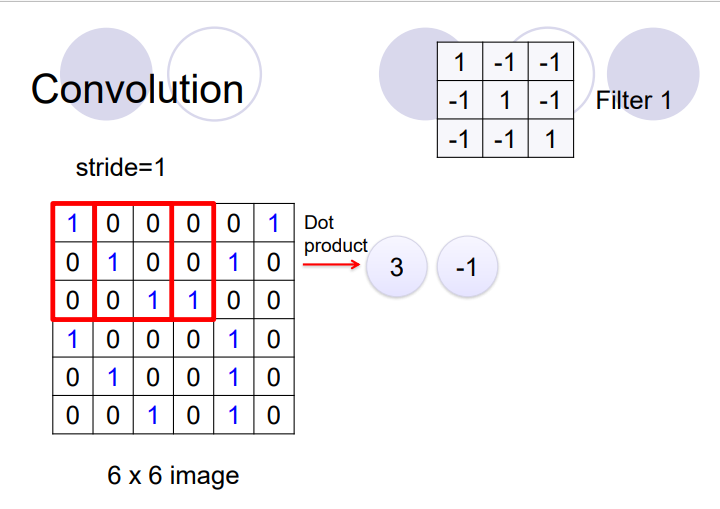 Convolution
1 -1 -1
-1 1 -1
-1 -1 1
Filter 1
stride=1
1 0 0 0 0 1
0 1 0 0 1 0
0 0 1 1 0 0
1 0 0 0 1 0
0 1 0 0 1 0
0 0 1 0 1 0
Dot
product
3 -1
6 x 6 image